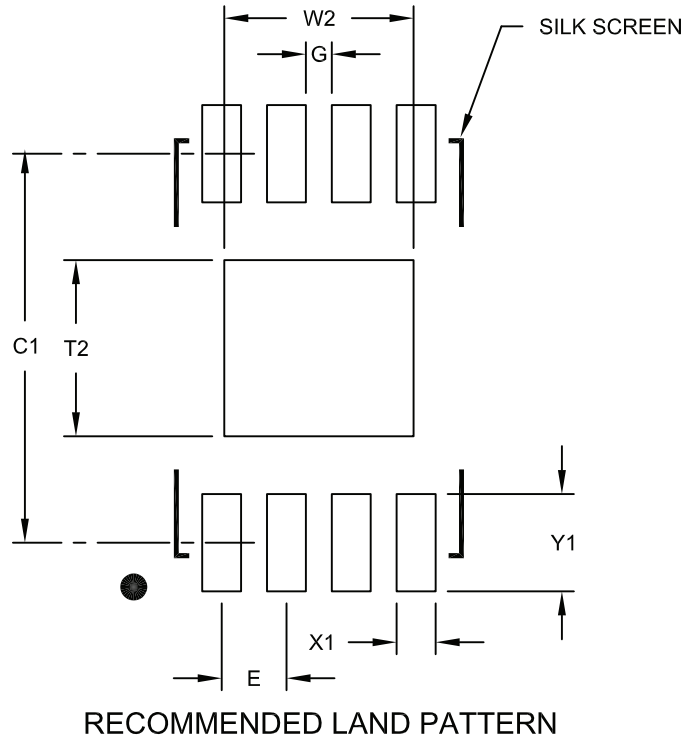 W2
SILK SCREEN
G
C1
T2
Y1
X1
E
RECOMMENDED LAND PATTERN